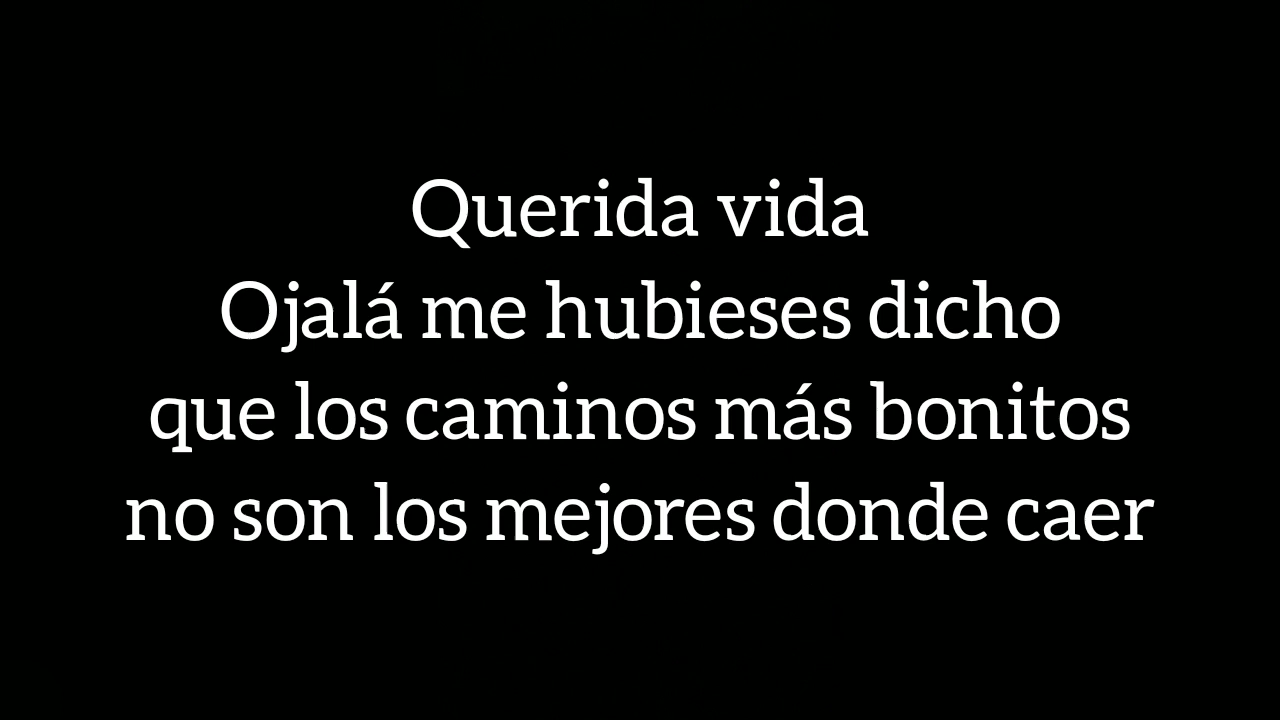 Querida vida
Ojalá me hubieses dicho
que los caminos más bonitos
no son los mejores donde caer